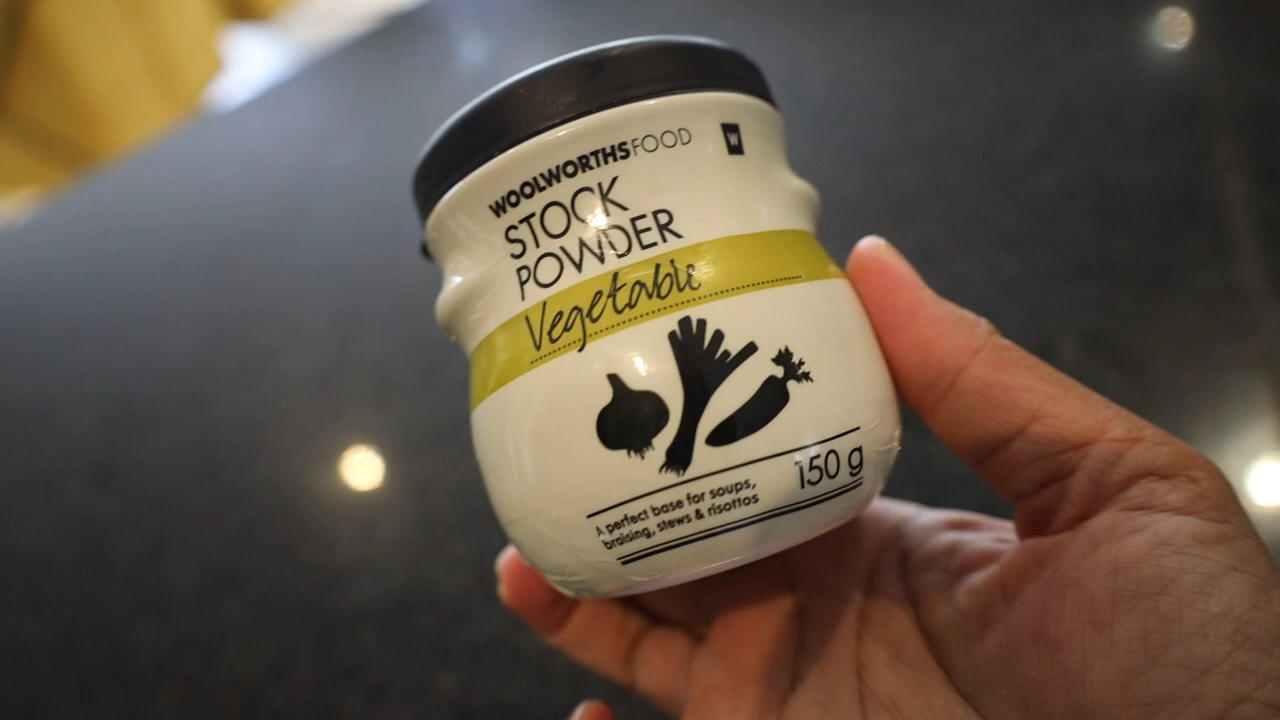 WOOLWORTHSFOOD W
STOCK
POWDER
Vegetable
150 g
A perfect base for soups,
braising, stews & risottos